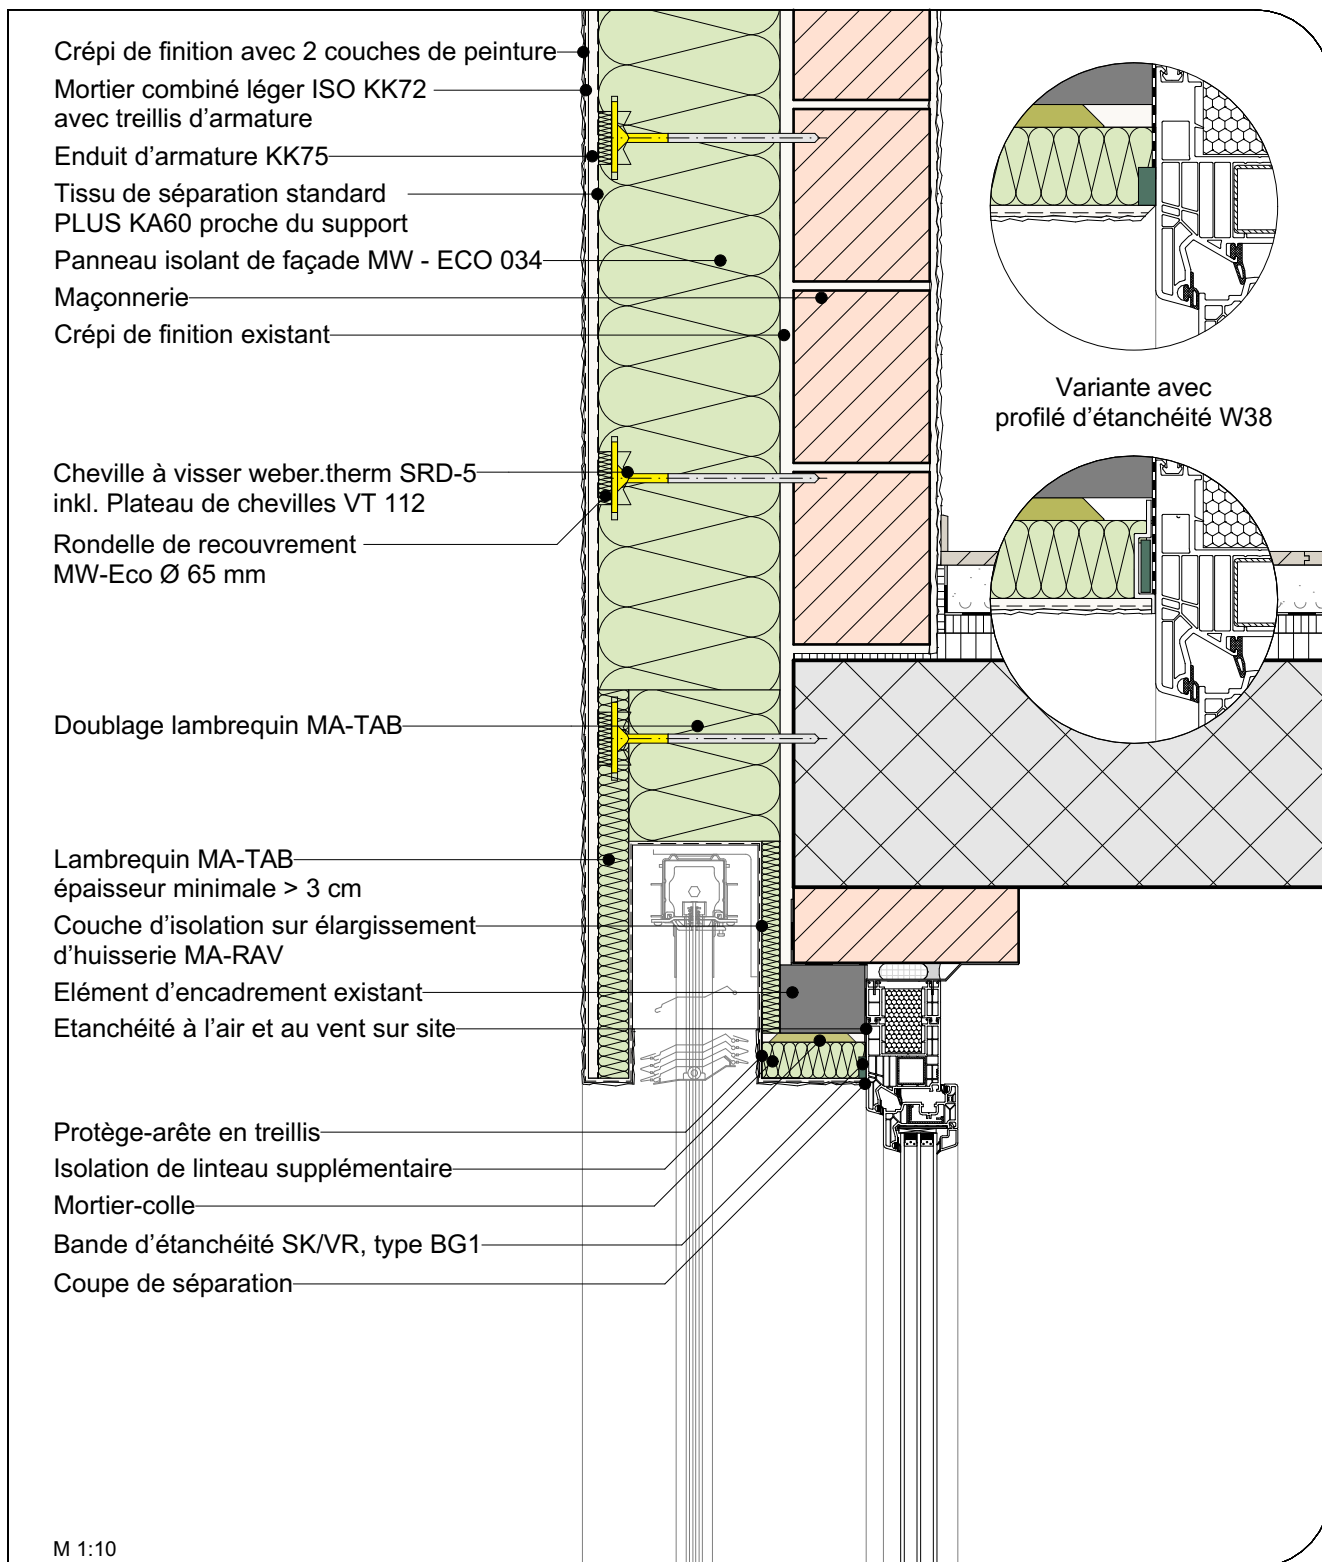 Crépi de finition avec 2 couches de peinture
Mortier combiné léger ISO KK72
avec treillis d’armature
Enduit d’armature KK75
Tissu de séparation standard
PLUS KA60 proche du support
Panneau isolant de façade MW - ECO 034
Maçonnerie
Crépi de finition existant
Variante avec
profilé d’étanchéité W38
Cheville à visser weber.therm SRD-5
inkl. Plateau de chevilles VT 112
Rondelle de recouvrement
MW-Eco Ø 65 mm
Doublage lambrequin MA-TAB
Lambrequin MA-TAB
épaisseur minimale > 3 cm
Couche d’isolation sur élargissement
d’huisserie MA-RAV
Elément d’encadrement existant
Etanchéité à l’air et au vent sur site
Protège-arête en treillis
Isolation de linteau supplémentaire
Mortier-colle
Bande d’étanchéité SK/VR, type BG1
Coupe de séparation
M 1:10